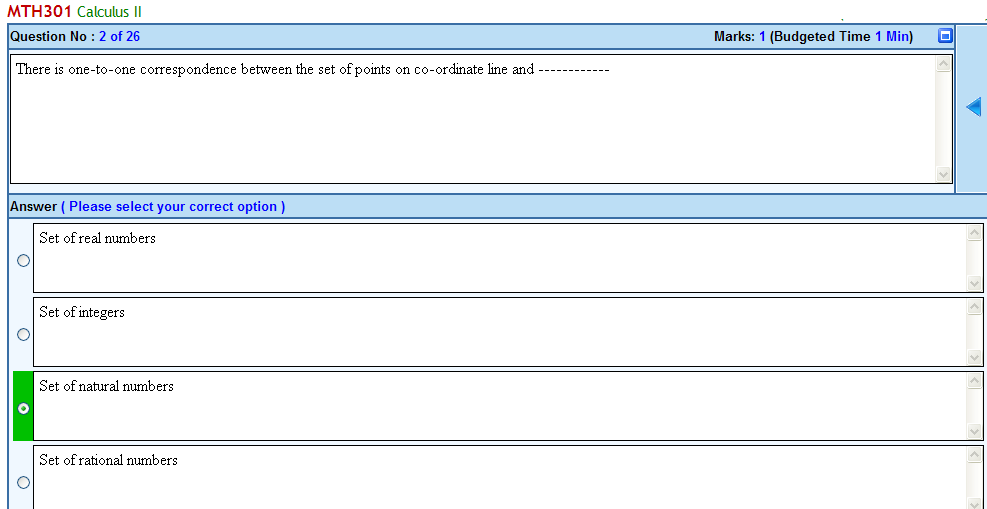 MTH301 Calculus II
Question No : 2 of 26 Marks: 1 (Budgeted Time 1 Min)
There is one-to-one correspondence between the set of points on co-ordinate line and ------------
Answer ( Please select your correct option )
Set of real numbers
Set of integers
Set of natural numbers
Set of rational numbers